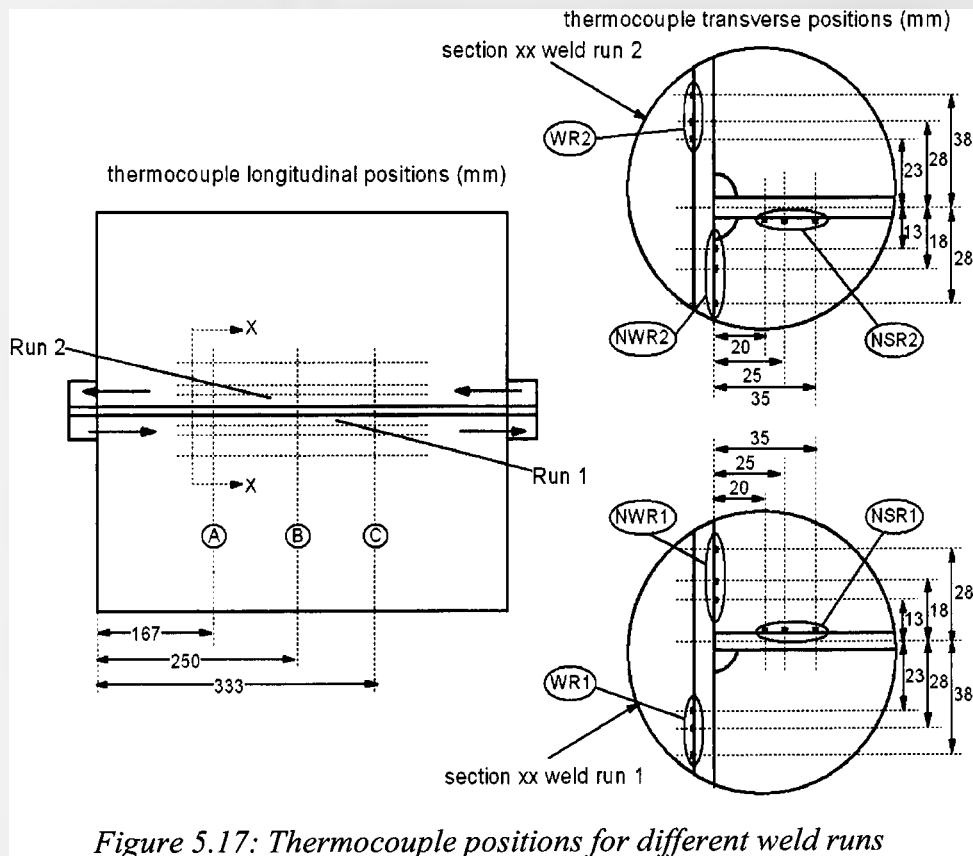 thermocouple transverse positions (mm)
section xx weld run 2
WR2
38
28
23
13
18
28
NWR2
NSR2
20
25
35
thermocouple longitudinal positions (mm)
X
Run 2
Run 1
X
A
B
C
167
250
333
35
25
20
NWR1
NSR1
28
18
13
23
28
38
WR1
section xx weld run 1
Figure 5.17: Thermocouple positions for different weld runs